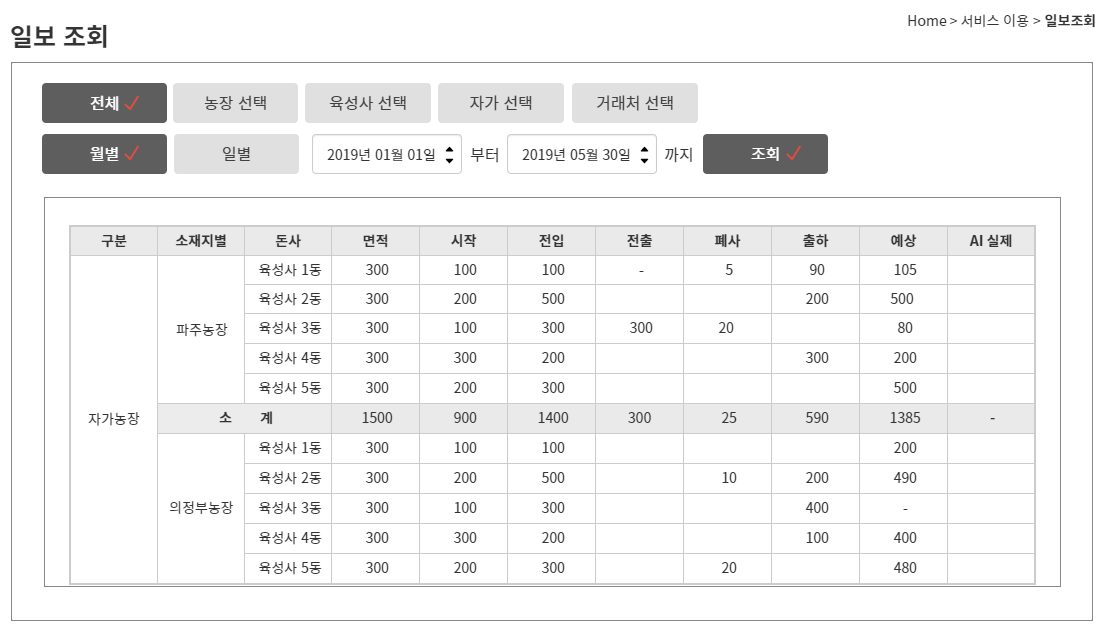 Home > 서비스 이용 > 일보조회
일보 조회
전체 농장 선택 육성사 선택 자가 선택 거래처 선택
월별 일별 2019년 01월 01일 부터 2019년 05월 30일 까지 조회
구분 소재지별 돈사 면적 시작 전입 전출 폐사 출하 예상 AI 실제
육성사 1동 300 100 100 - 5 90 105
육성사 2동 300 200 500 200 500
파주농장 육성사 3동 300 100 300 300 20 80
육성사 4동 300 300 200 300 200
육성사 5동 300 200 300 500
자가농장 소 계 1500 900 1400 300 25 590 1385 -
육성사 1동 300 100 100 200
육성사 2동 300 200 500 10 200 490
의정부농장 육성사 3동 300 100 300 400 -
육성사 4동 300 300 200 100 400
육성사 5동 300 200 300 20 480